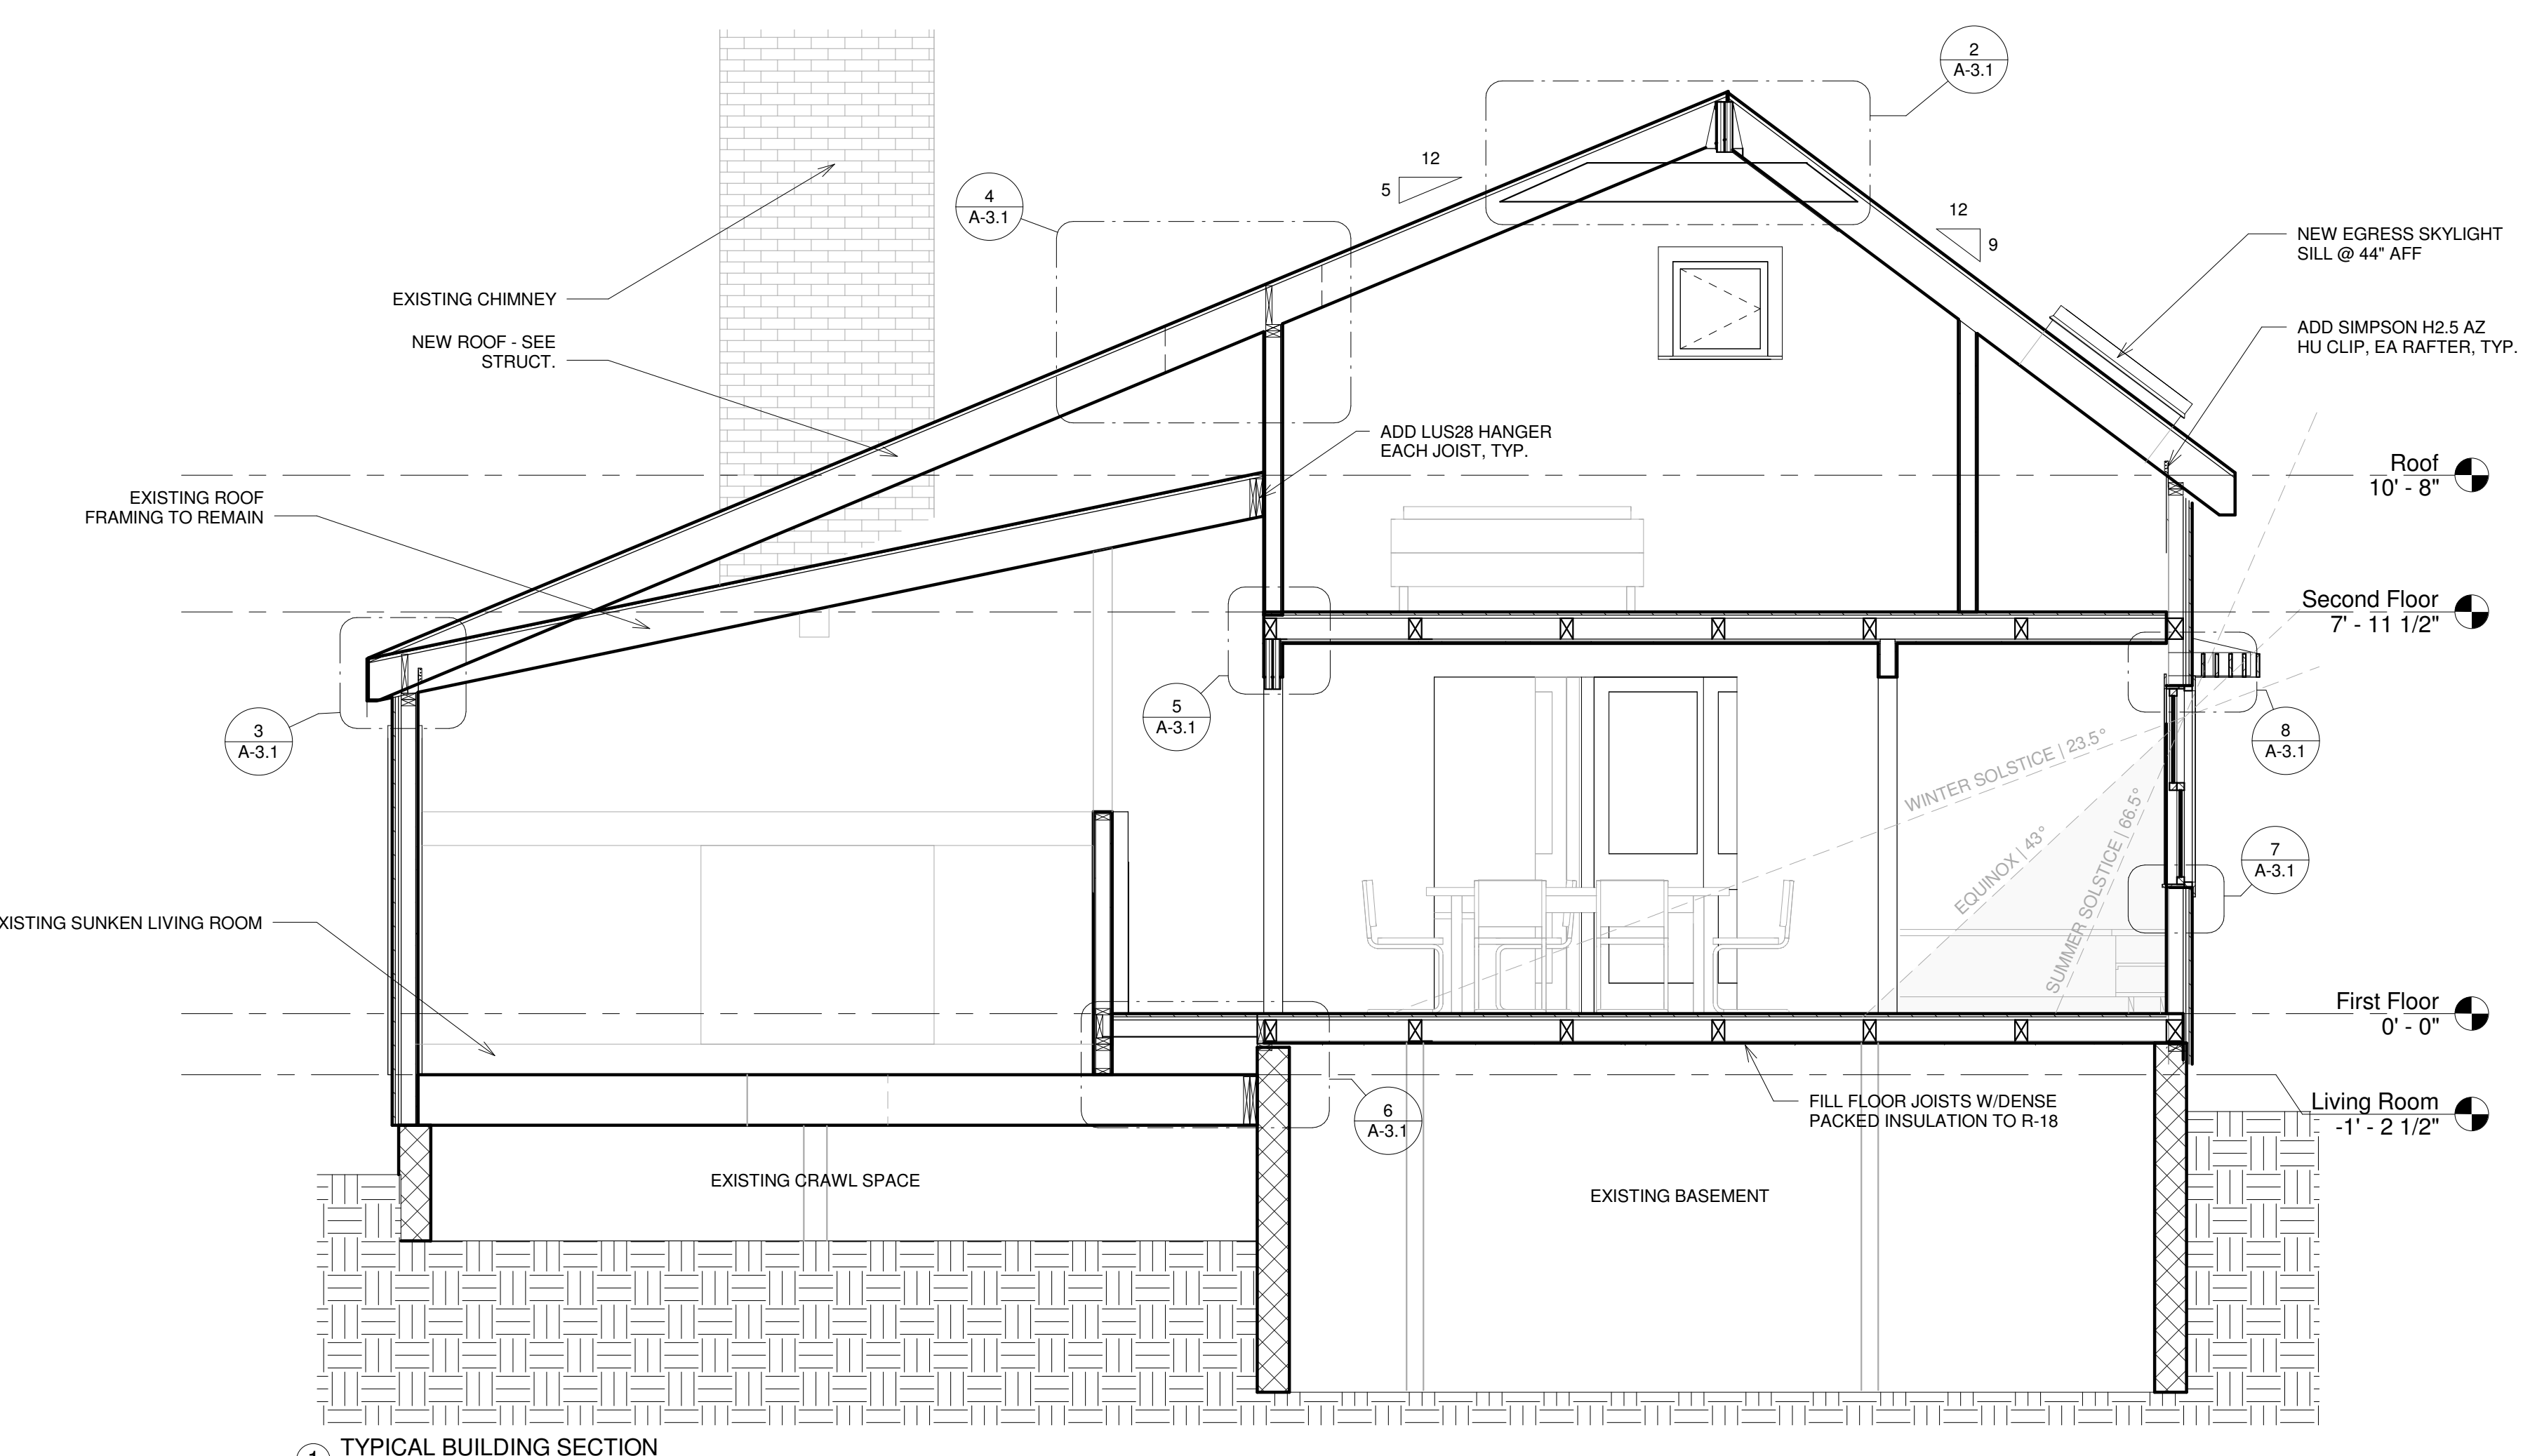 2
A-3.1
12
5
4
A-3.1
12
9
NEW EGRESS SKYLIGHT
SILL @ 44" AFF
EXISTING CHIMNEY
ADD SIMPSON H2.5 AZ
HU CLIP, EA RAFTER, TYP.
NEW ROOF - SEE
STRUCT.
ADD LUS28 HANGER
EACH JOIST, TYP.
Roof
10' - 8"
EXISTING ROOF
FRAMING TO REMAIN
Second Floor
7' - 11 1/2"
3
A-3.1
5
A-3.1
8
A-3.1
WINTER SOLSTICE | 23.5°
EQUINOX | 43°
SUMMER SOLSTICE | 66.5°
7
A-3.1
XISTING SUNKEN LIVING ROOM
First Floor
0' - 0"
6
A-3.1
FILL FLOOR JOISTS W/DENSE
PACKED INSULATION TO R-18
Living Room
-1' - 2 1/2"
EXISTING CRAWL SPACE
EXISTING BASEMENT
1
TYPICAL BUILDING SECTION